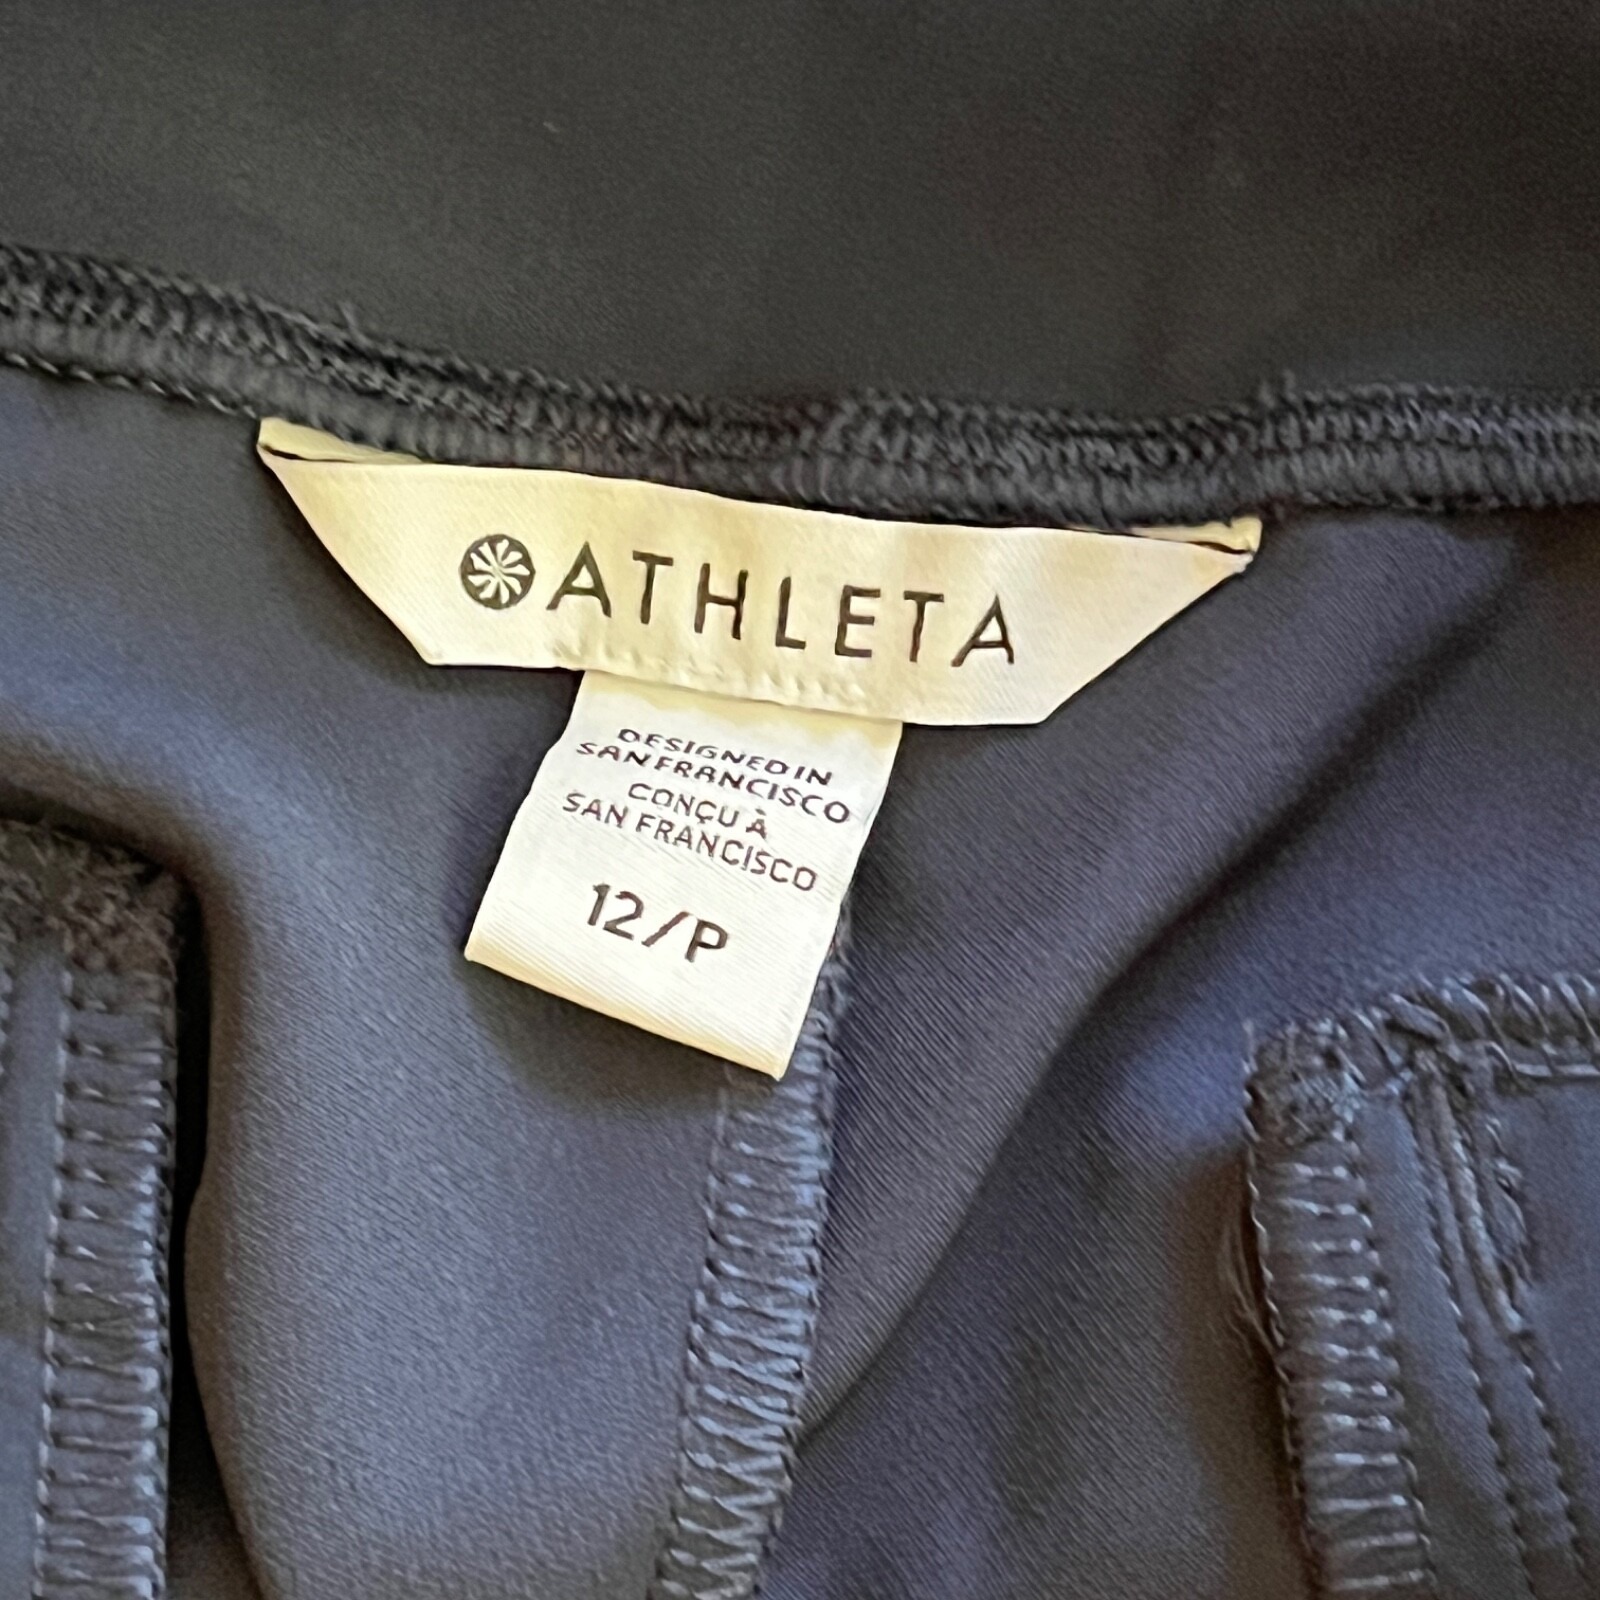 ATHLETA
DESIGNED IN
SAN FRANCISCO
CONÇU À
SAN FRANCISCO
12/P